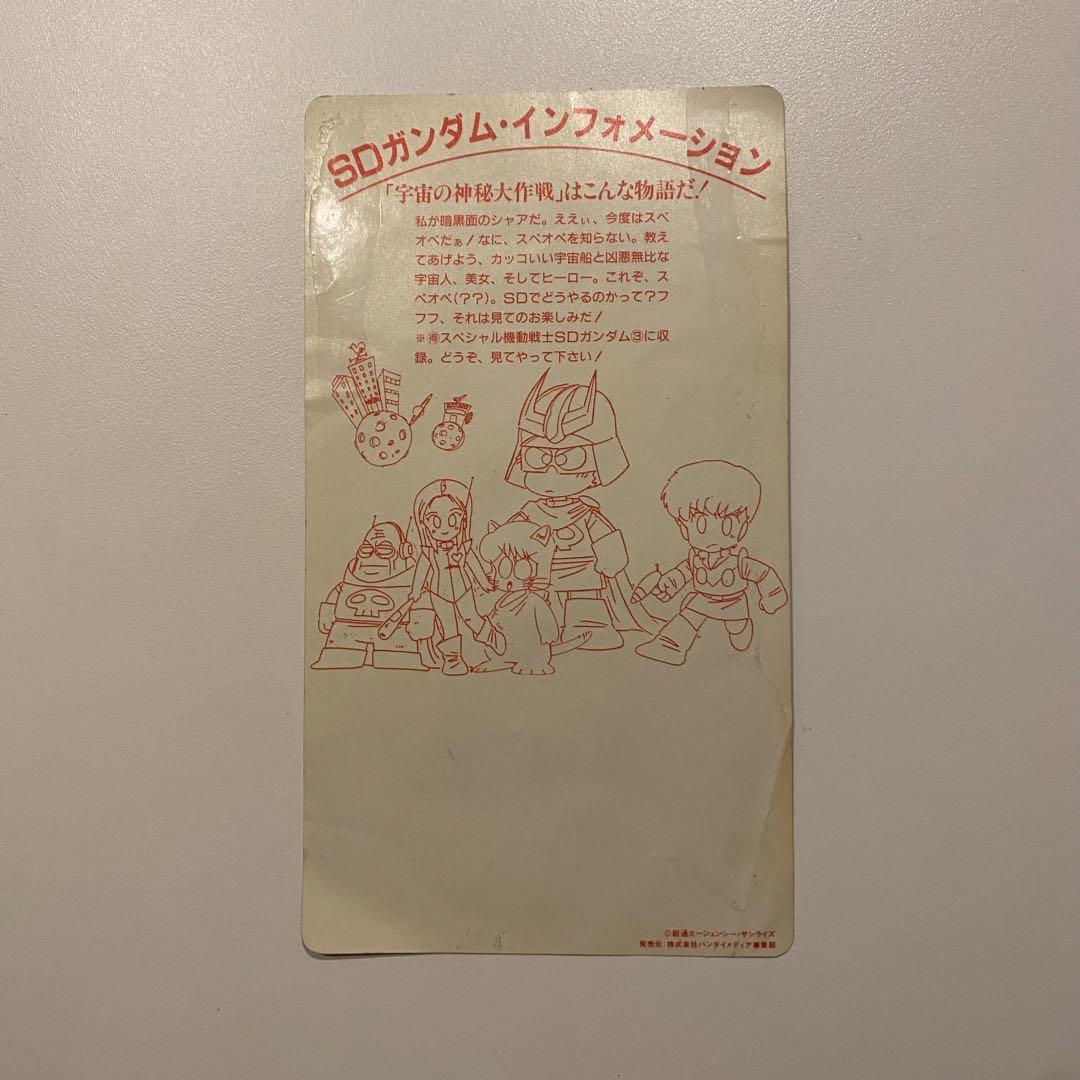 SDガンダム・インフォメーション
「宇宙の神秘大作戦」はこんな物語だ!
私が暗黒面のシャアだ。ええぃ、今度はスペ
オペだぁ!なに、スペオペを知らない。教え
てあげよう、カッコいい宇宙船と凶悪無比な
宇宙人、美女、そしてヒーロー。これぞ、ス
ペオペ(??)。SDでどうやるのかって?フ
フフ、それは見てのお楽しみだ!
※㊝スペシャル機動戦士SDガンダム③に収
録。どうぞ、見てやって下さい!
©創通エージェンシー・サンライズ
発売元:株式会社バンダイメディア事業部